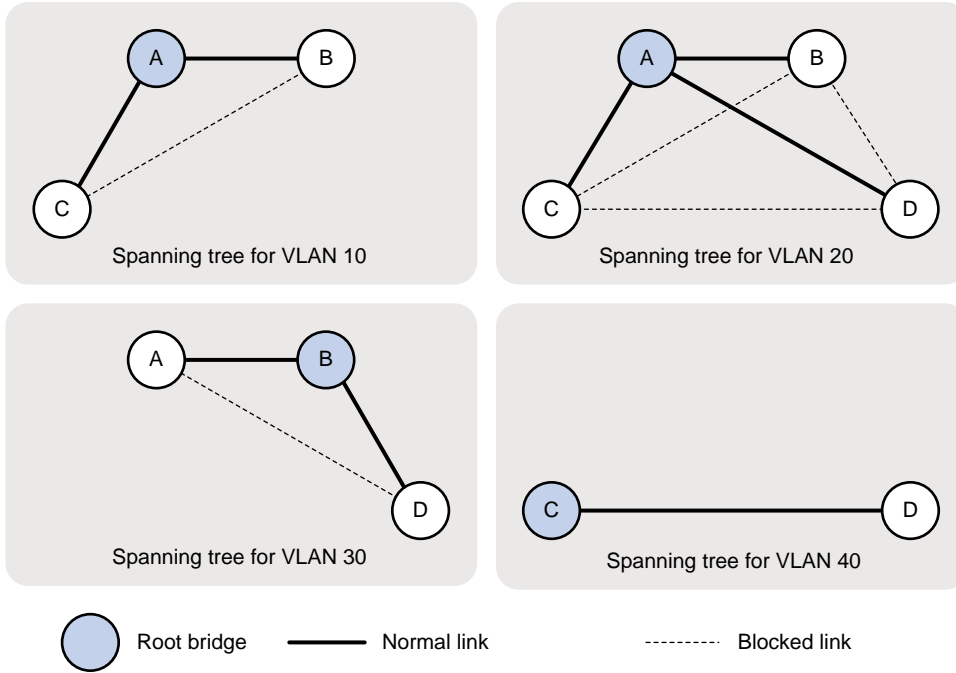 A
B
C
Spanning tree for VLAN 10
A
B
C
D
Spanning tree for VLAN 20
A
B
D
Spanning tree for VLAN 30
C
D
Spanning tree for VLAN 40
Root bridge
Normal link
Blocked link